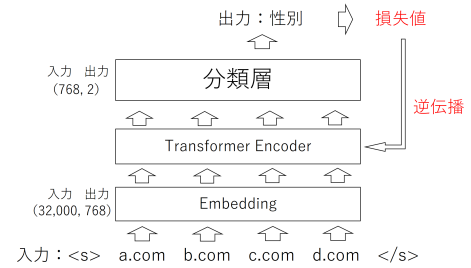 出力：性別
損失値
入力 出力
(768, 2)
分類層
逆伝播
Transformer Encoder
入力 出力
(32,000, 768)
Embedding
入力：<s> a.com b.com c.com d.com </s>